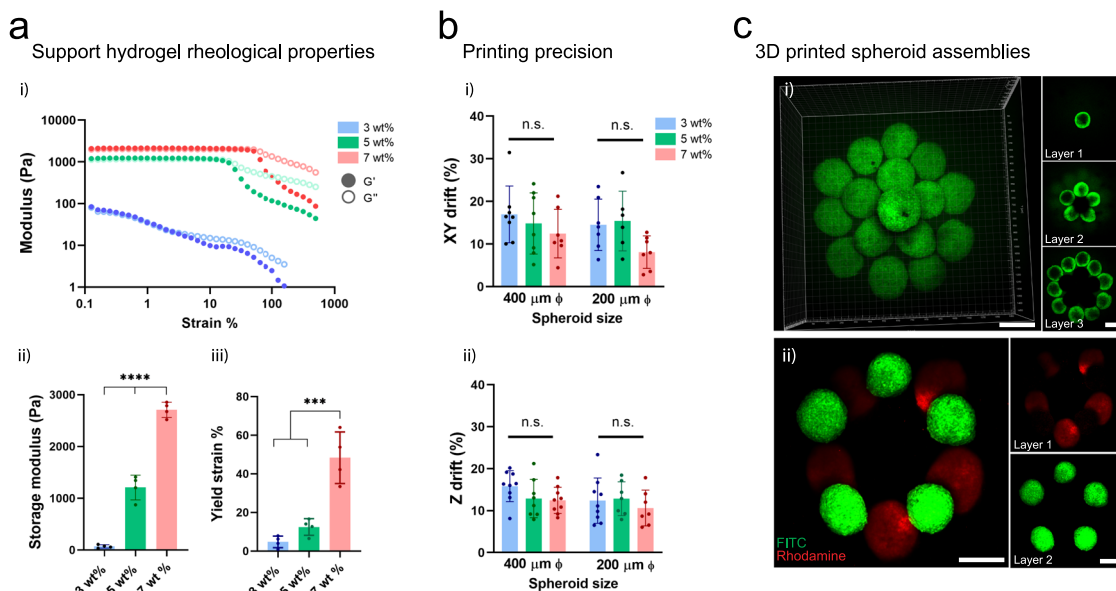 a
Support hydrogel rheological properties
i)
10000
1000
100
10
1
Modulus (Pa)
0.1
1
10
100
1000
Strain %
3 wt%
5 wt%
7 wt%
G'
G"
ii)
****
3000
2000
1000
0
Storage modulus (Pa)
3 wt%
5 wt%
7 wt %
iii)
***
80
60
40
20
0
Yield strain %
3 wt%
5 wt%
7 wt %
b
Printing precision
i)
n.s.
n.s.
3 wt%
5 wt%
7 wt%
40
30
20
10
0
XY drift (%)
400 μm ϕ
200 μm ϕ
Spheroid size
ii)
n.s.
n.s.
40
30
20
10
0
Z drift (%)
400 μm ϕ
200 μm ϕ
Spheroid size
c
3D printed spheroid assemblies
i)
Layer 1
Layer 2
Layer 3
ii)
FITC
Rhodamine
Layer 1
Layer 2